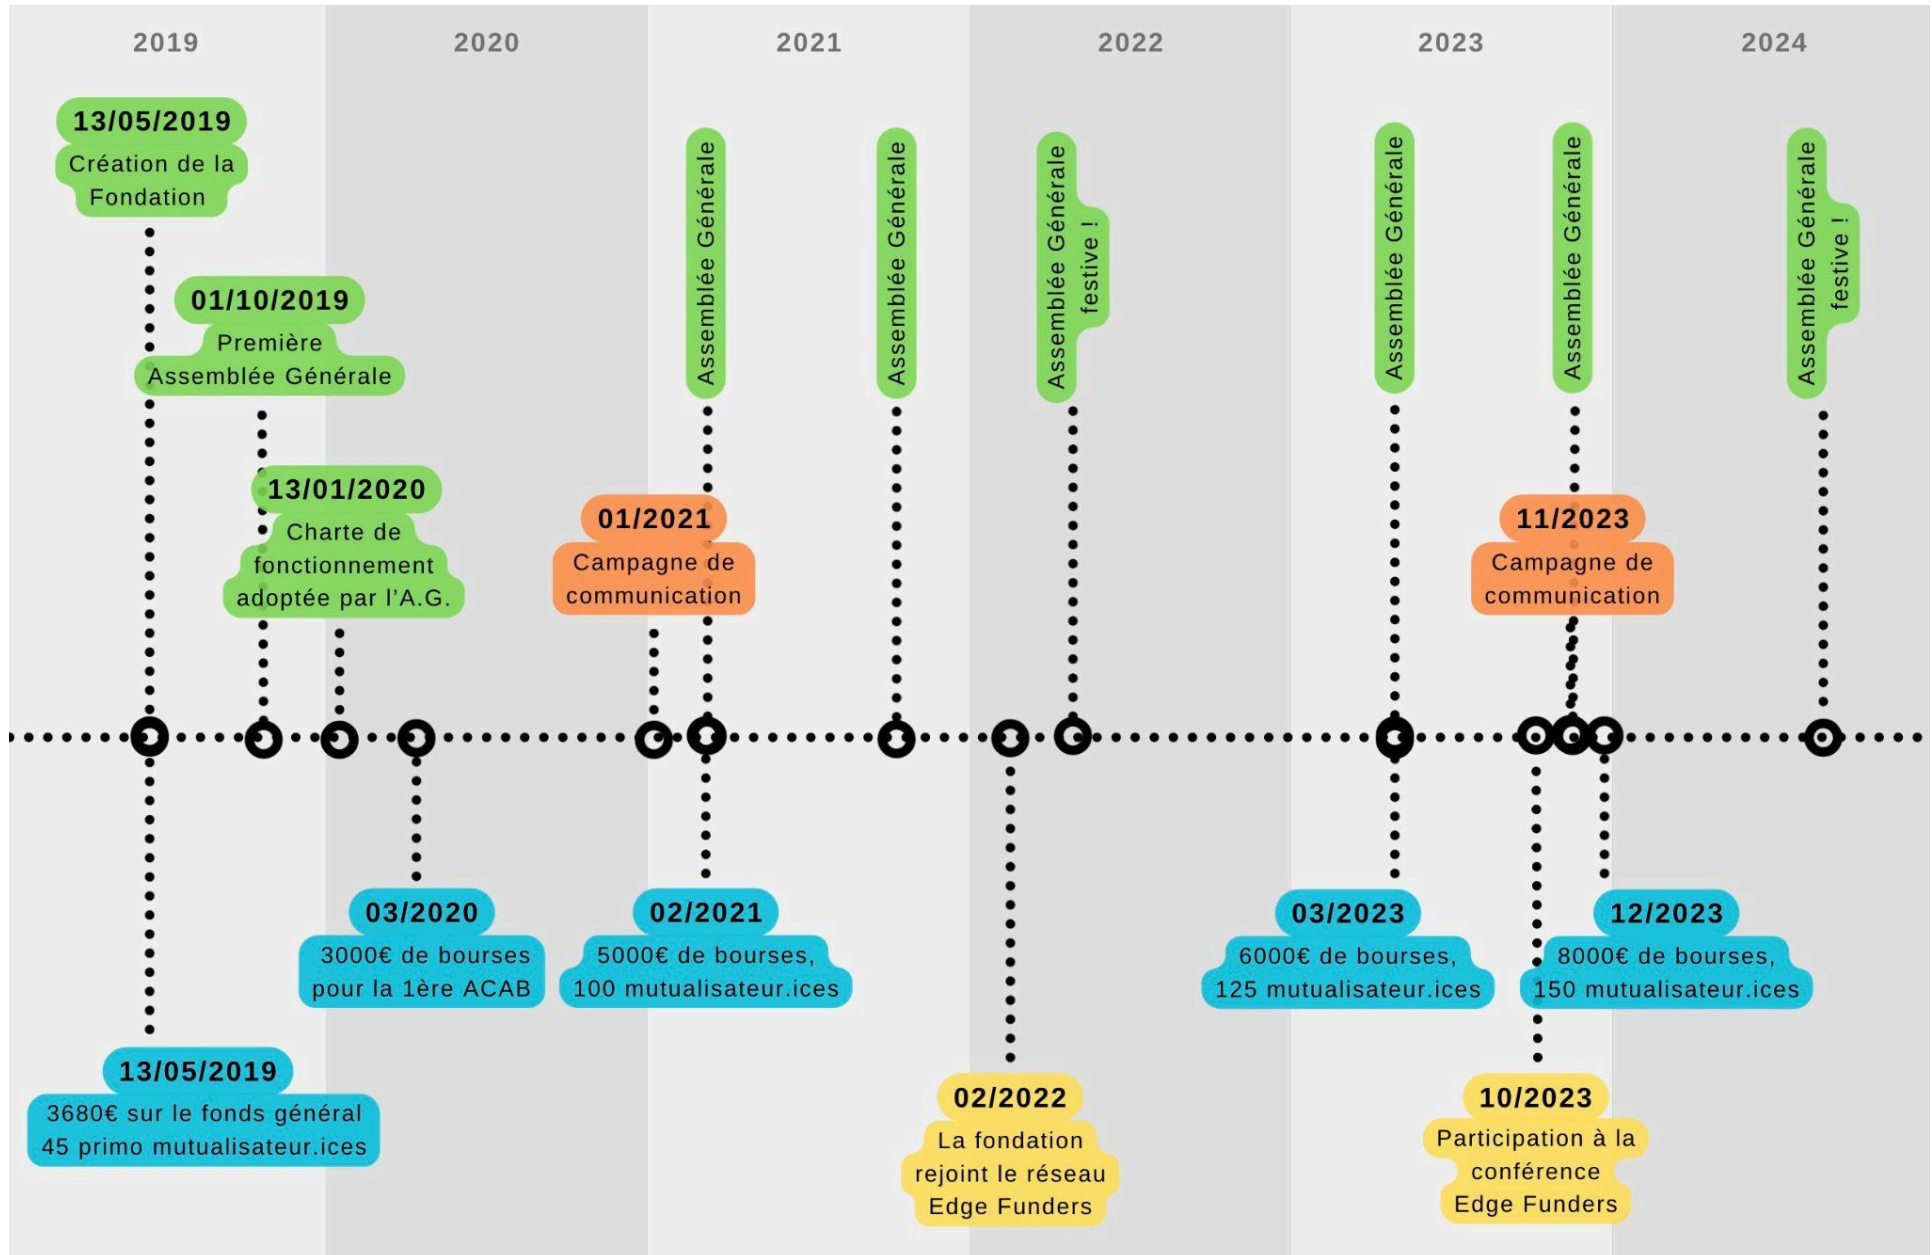 2019
2020
2021
2022
2023
2024
13/05/2019
Création de la
Fondation
01/10/2019
Première
Assemblée Générale
13/01/2020
Charte de
fonctionnement
adoptée par l'A.G.
01/2021
Campagne de
communication
Assemblée Générale
Assemblée Générale
Assemblée Générale
festive !
Assemblée Générale
Assemblée Générale
11/2023
Campagne de
communication
Assemblée Générale
festive !
13/05/2019
3680€ sur le fonds général
45 primo mutualisateur.ices
03/2020
3000€ de bourses
pour la 1ère ACAB
02/2021
5000€ de bourses,
100 mutualisateur.ices
02/2022
La fondation
rejoint le réseau
Edge Funders
03/2023
6000€ de bourses,
125 mutualisateur.ices
10/2023
Participation à la
conférence
Edge Funders
12/2023
8000€ de bourses,
150 mutualisateur.ices